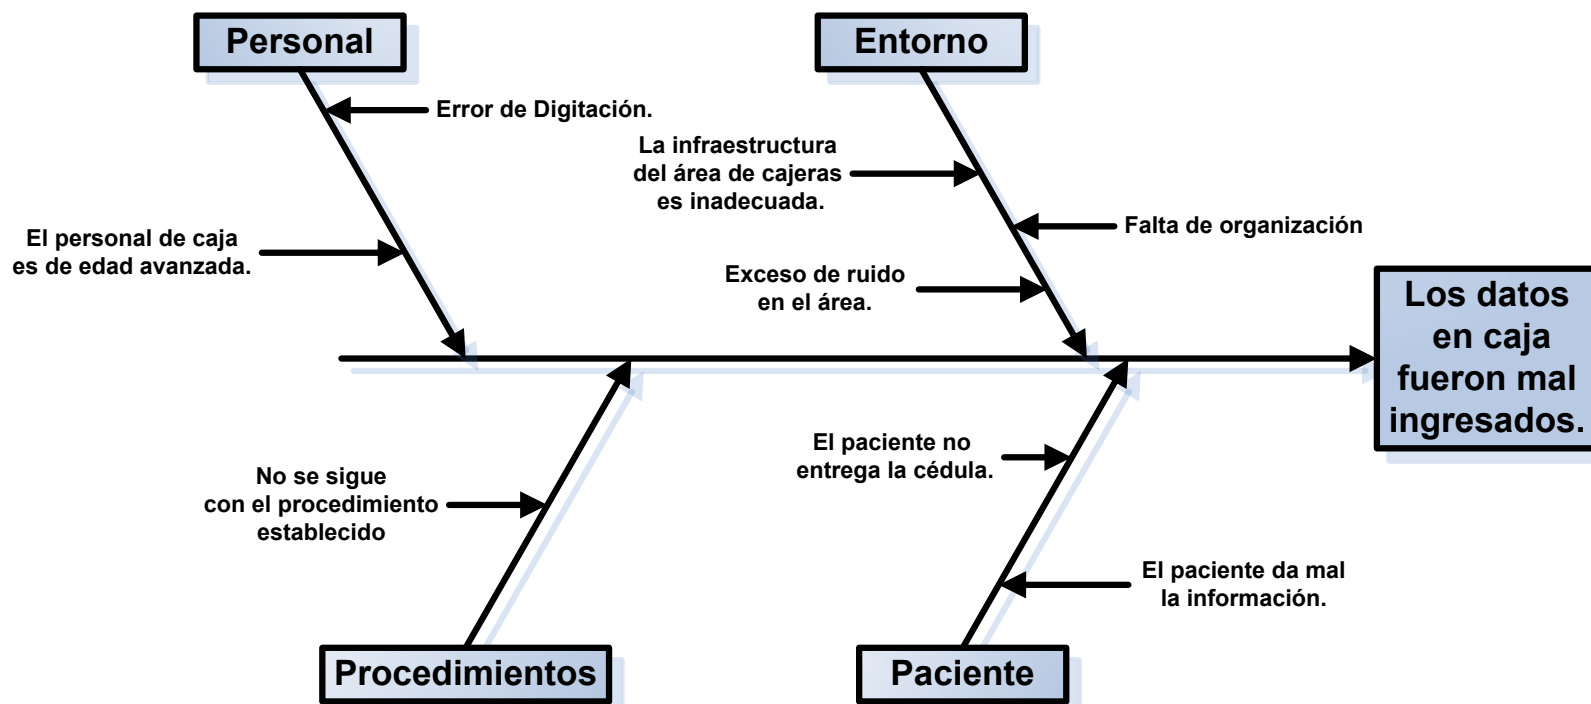 Personal
Entorno
Error de Digitación.
La infraestructura
del área de cajeras
es inadecuada.
El personal de caja
es de edad avanzada.
Falta de organización
Exceso de ruido
en el área.
Los datos
en caja
fueron mal
ingresados.
No se sigue
con el procedimiento
establecido
El paciente no
entrega la cédula.
El paciente da mal
la información.
Procedimientos
Paciente